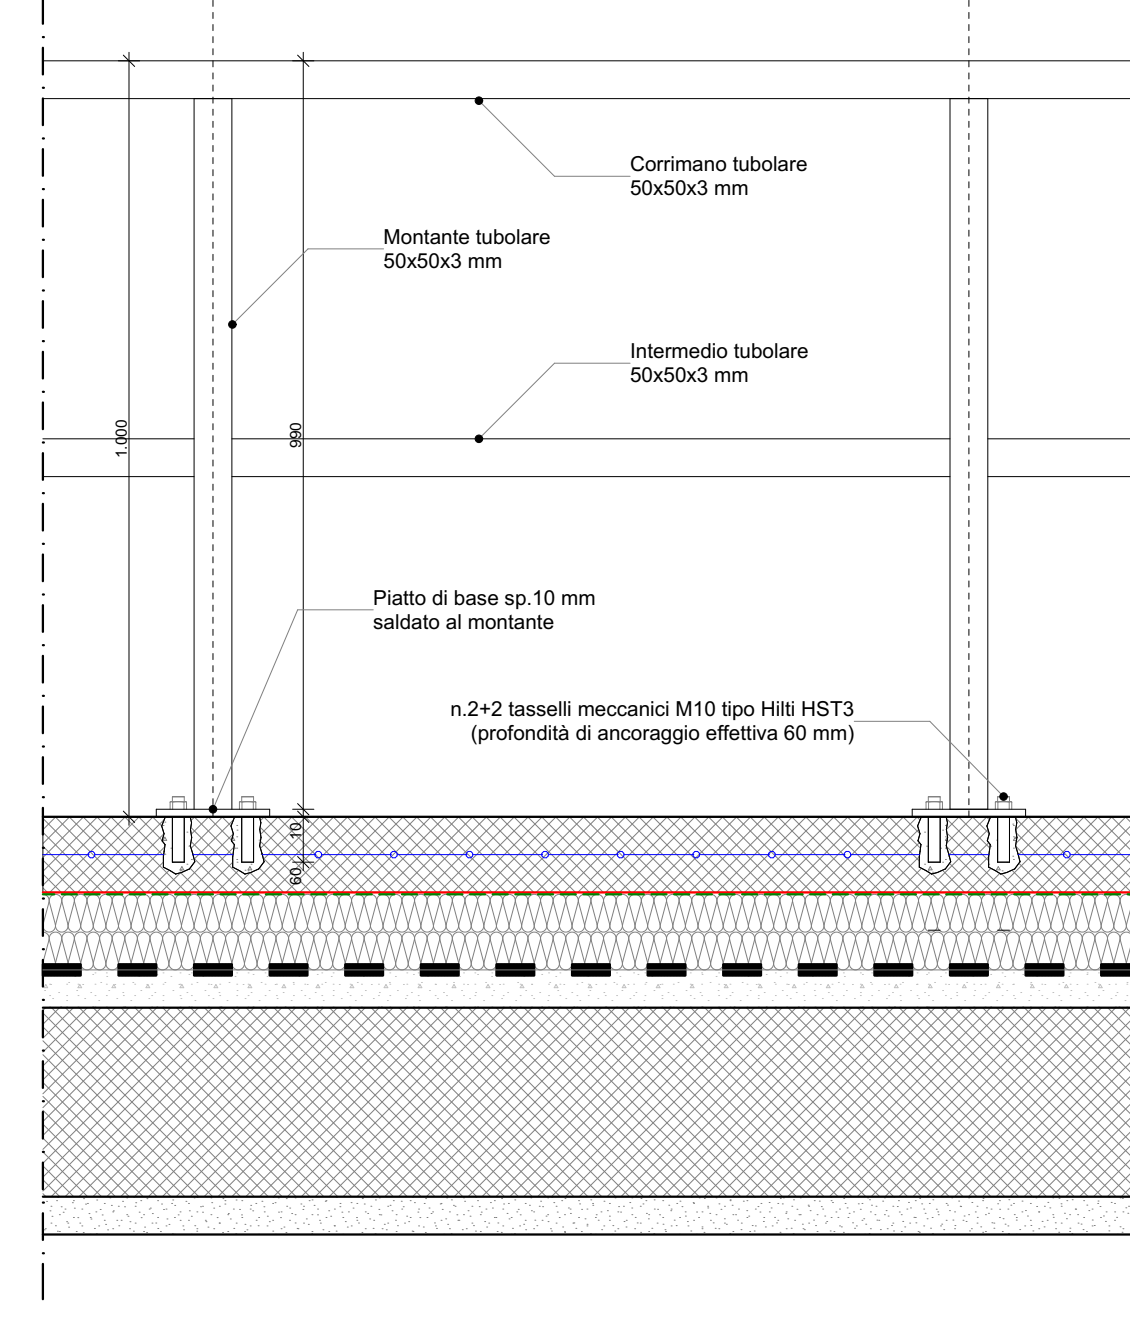 Corrimano tubolare
50x50x3 mm
Montante tubolare
50x50x3 mm
Intermedio tubolare
50x50x3 mm
1.000
990
Piatto di base sp.10 mm
saldato al montante
n.2+2 tasselli meccanici M10 tipo Hilti HST3
(profondità di ancoraggio effettiva 60 mm)
10
60